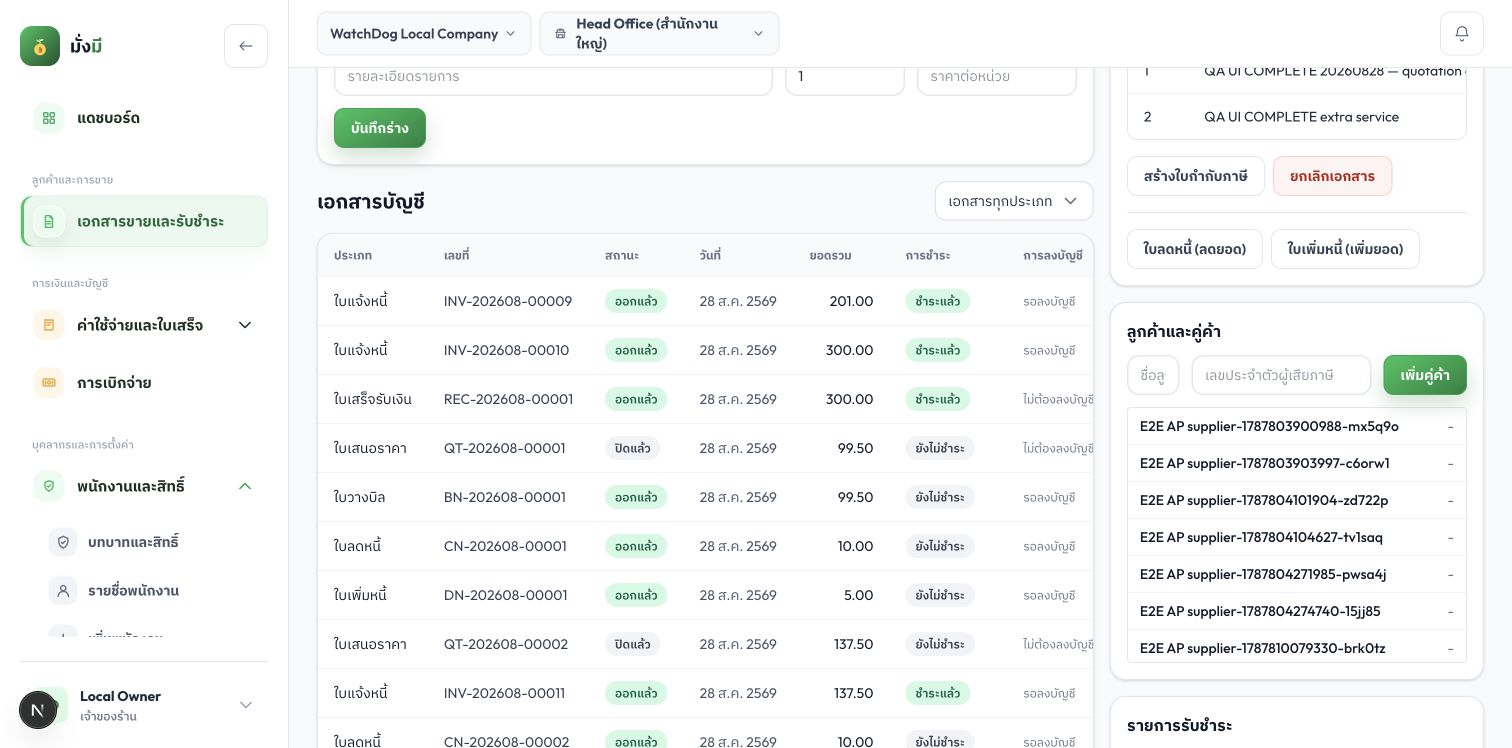 มั่งมี
แดชบอร์ด
ลูกค้าและการขาย
เอกสารขายและรับชำระ
การเงินและบัญชี
ค่าใช้จ่ายและใบเสร็จ
การเบิกจ่าย
บุคลากรและการตั้งค่า
พนักงานและสิทธิ์
บทบาทและสิทธิ์
รายชื่อพนักงาน
N
Local Owner
เจ้าของร้าน
WatchDog Local Company
Head Office (สำนักงาน
ใหญ่)
รายละเอียดรายการ
1
ราคาต่อหน่วย
บันทึกร่าง
เอกสารบัญชี
เอกสารทุกประเภท
ประเภท เลขที่ สถานะ วันที่ ยอดรวม การชำระ การลงบัญชี
ใบแจ้งหนี้ INV-202608-00009 ออกแล้ว 28 ส.ค. 2569 201.00 ชำระแล้ว รอลงบัญชี
ใบแจ้งหนี้ INV-202608-00010 ออกแล้ว 28 ส.ค. 2569 300.00 ชำระแล้ว รอลงบัญชี
ใบเสร็จรับเงิน REC-202608-00001 ออกแล้ว 28 ส.ค. 2569 300.00 ชำระแล้ว ไม่ต้องลงบัญชี
ใบเสนอราคา QT-202608-00001 ปิดแล้ว 28 ส.ค. 2569 99.50 ยังไม่ชำระ ไม่ต้องลงบัญชี
ใบวางบิล BN-202608-00001 ออกแล้ว 28 ส.ค. 2569 99.50 ยังไม่ชำระ รอลงบัญชี
ใบลดหนี้ CN-202608-00001 ออกแล้ว 28 ส.ค. 2569 10.00 ยังไม่ชำระ รอลงบัญชี
ใบเพิ่มหนี้ DN-202608-00001 ออกแล้ว 28 ส.ค. 2569 5.00 ยังไม่ชำระ รอลงบัญชี
ใบเสนอราคา QT-202608-00002 ปิดแล้ว 28 ส.ค. 2569 137.50 ยังไม่ชำระ ไม่ต้องลงบัญชี
ใบแจ้งหนี้ INV-202608-00011 ออกแล้ว 28 ส.ค. 2569 137.50 ชำระแล้ว รอลงบัญชี
ใบลดหนี้ CN-202608-00002 ออกแล้ว 28 ส.ค. 2569 10.00 ยังไม่ชำระ รอลงบัญชี
1 QA UI COMPLETE 20260828 — quotation
2 QA UI COMPLETE extra service
สร้างใบกำกับภาษี
ยกเลิกเอกสาร
ใบลดหนี้ (ลดยอด)
ใบเพิ่มหนี้ (เพิ่มยอด)
ลูกค้าและคู่ค้า
ชื่อลู
เลขประจำตัวผู้เสียภาษี
เพิ่มคู่ค้า
E2E AP supplier-1787803900988-mx5q9o -
E2E AP supplier-1787803903997-c6orw1 -
E2E AP supplier-1787804101904-zd722p -
E2E AP supplier-1787804104627-tv1saq -
E2E AP supplier-1787804271985-pwsa4j -
E2E AP supplier-1787804274740-15jj85 -
E2E AP supplier-1787810079330-brk0tz -
รายการรับชำระ